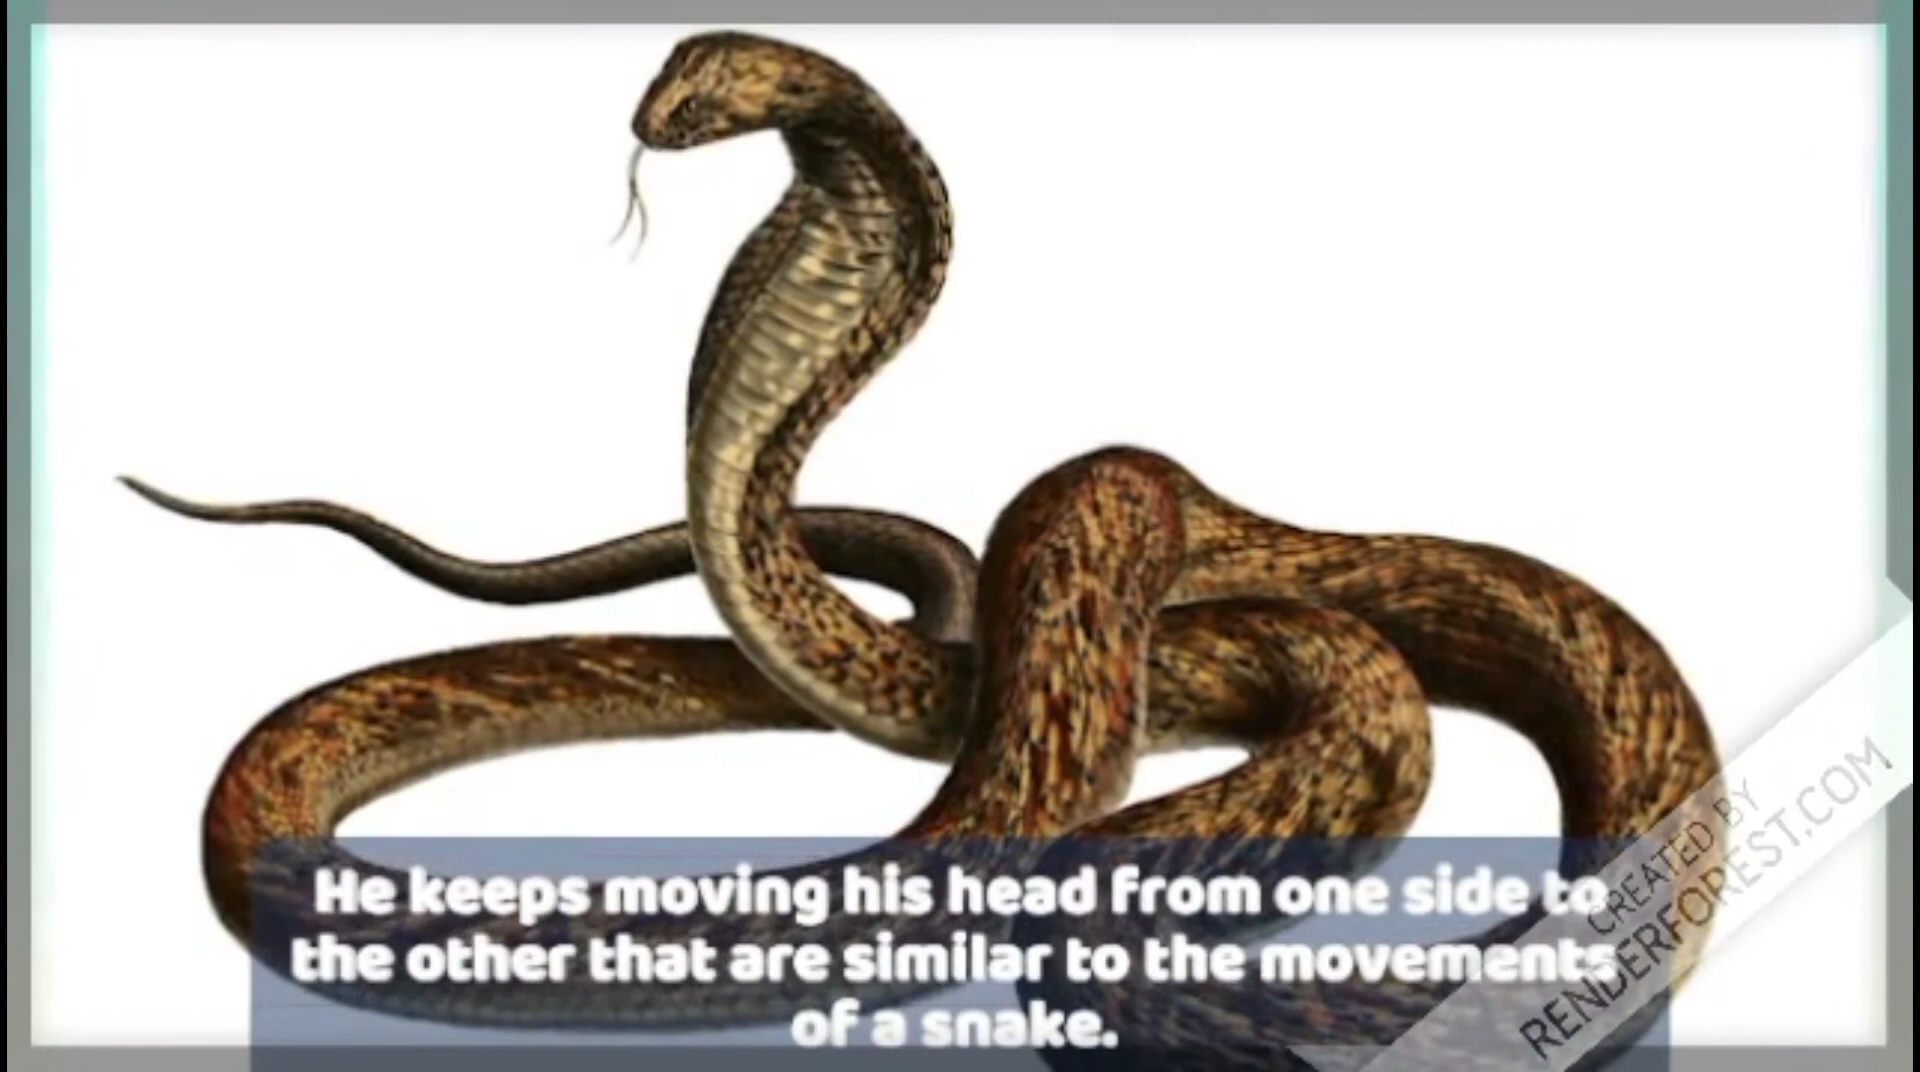 He keeps moving his head from one side to
the other that are similar to the movements
of a snake.
CREATED BY
RENDERFOREST.COM